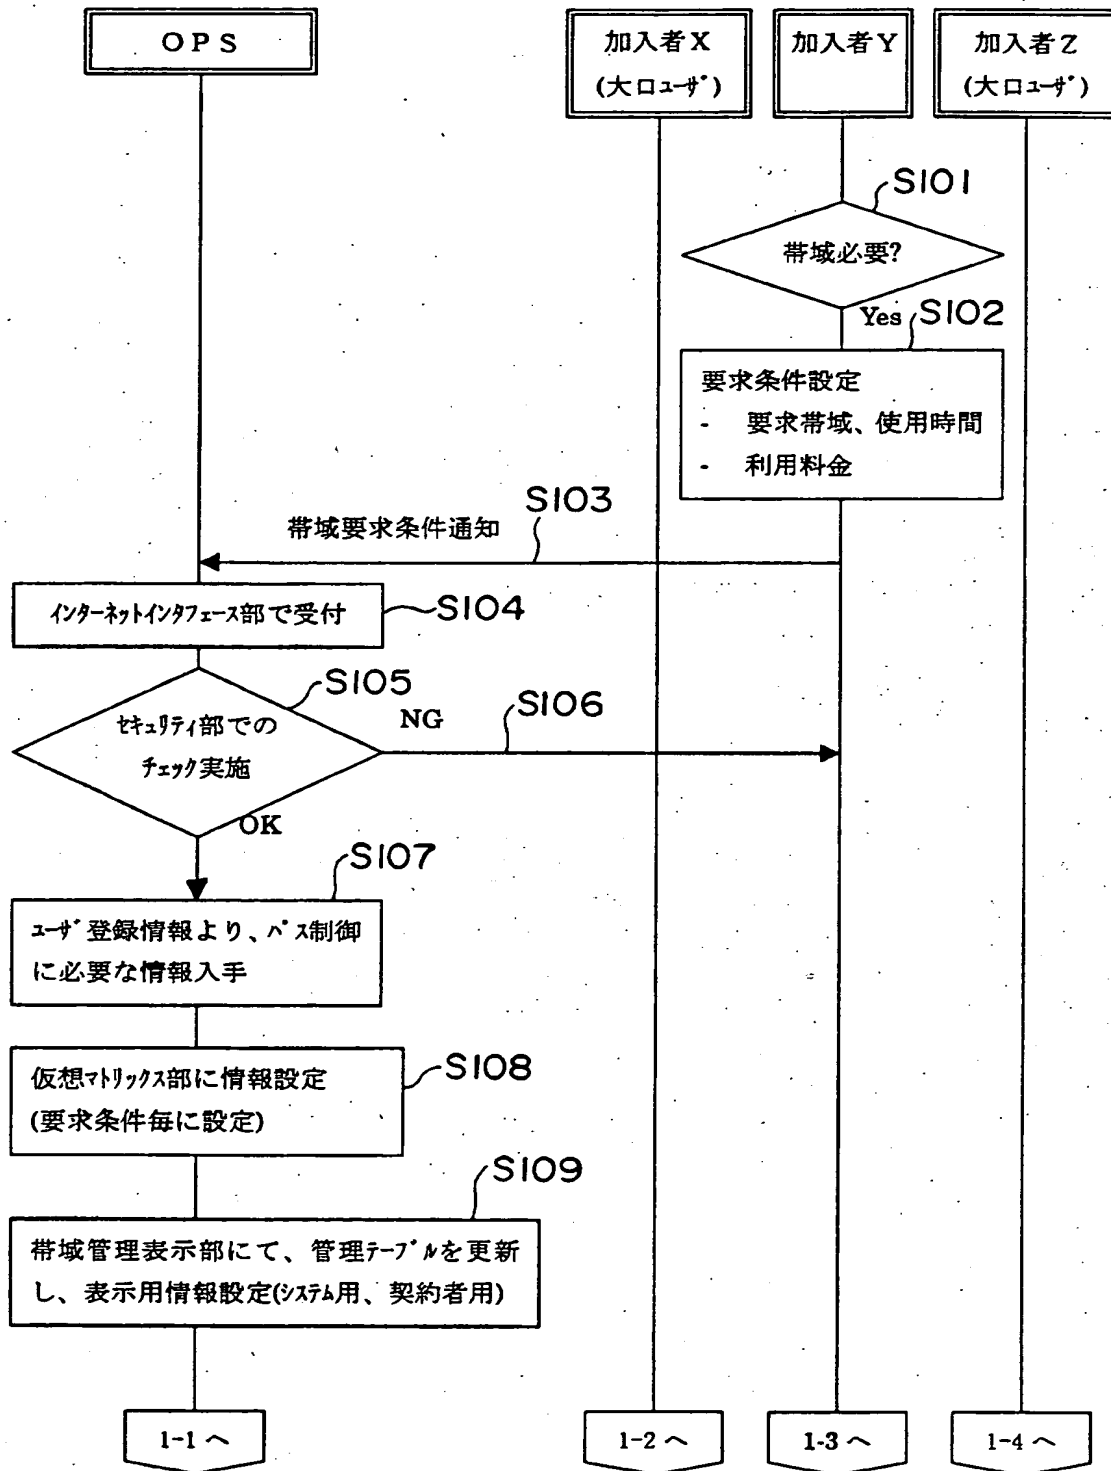 OPS
加入者X
(大口ユーザ)
加入者Y
加入者Z
(大口ユーザ)
S101
帯域必要?
Yes
S102
要求条件設定
- 要求帯域、使用時間
- 利用料金
S103
帯域要求条件通知
インターネットインタフェース部で受付
S104
S105
セキュリティ部での
チェック実施
NG
S106
OK
S107
ユーザ登録情報より、パス制御
に必要な情報入手
仮想マトリックス部に情報設定
(要求条件毎に設定)
S108
S109
帯域管理表示部にて、管理テーブルを更新
し、表示用情報設定(システム用、契約者用)
1-1へ
1-2へ
1-3へ
1-4へ